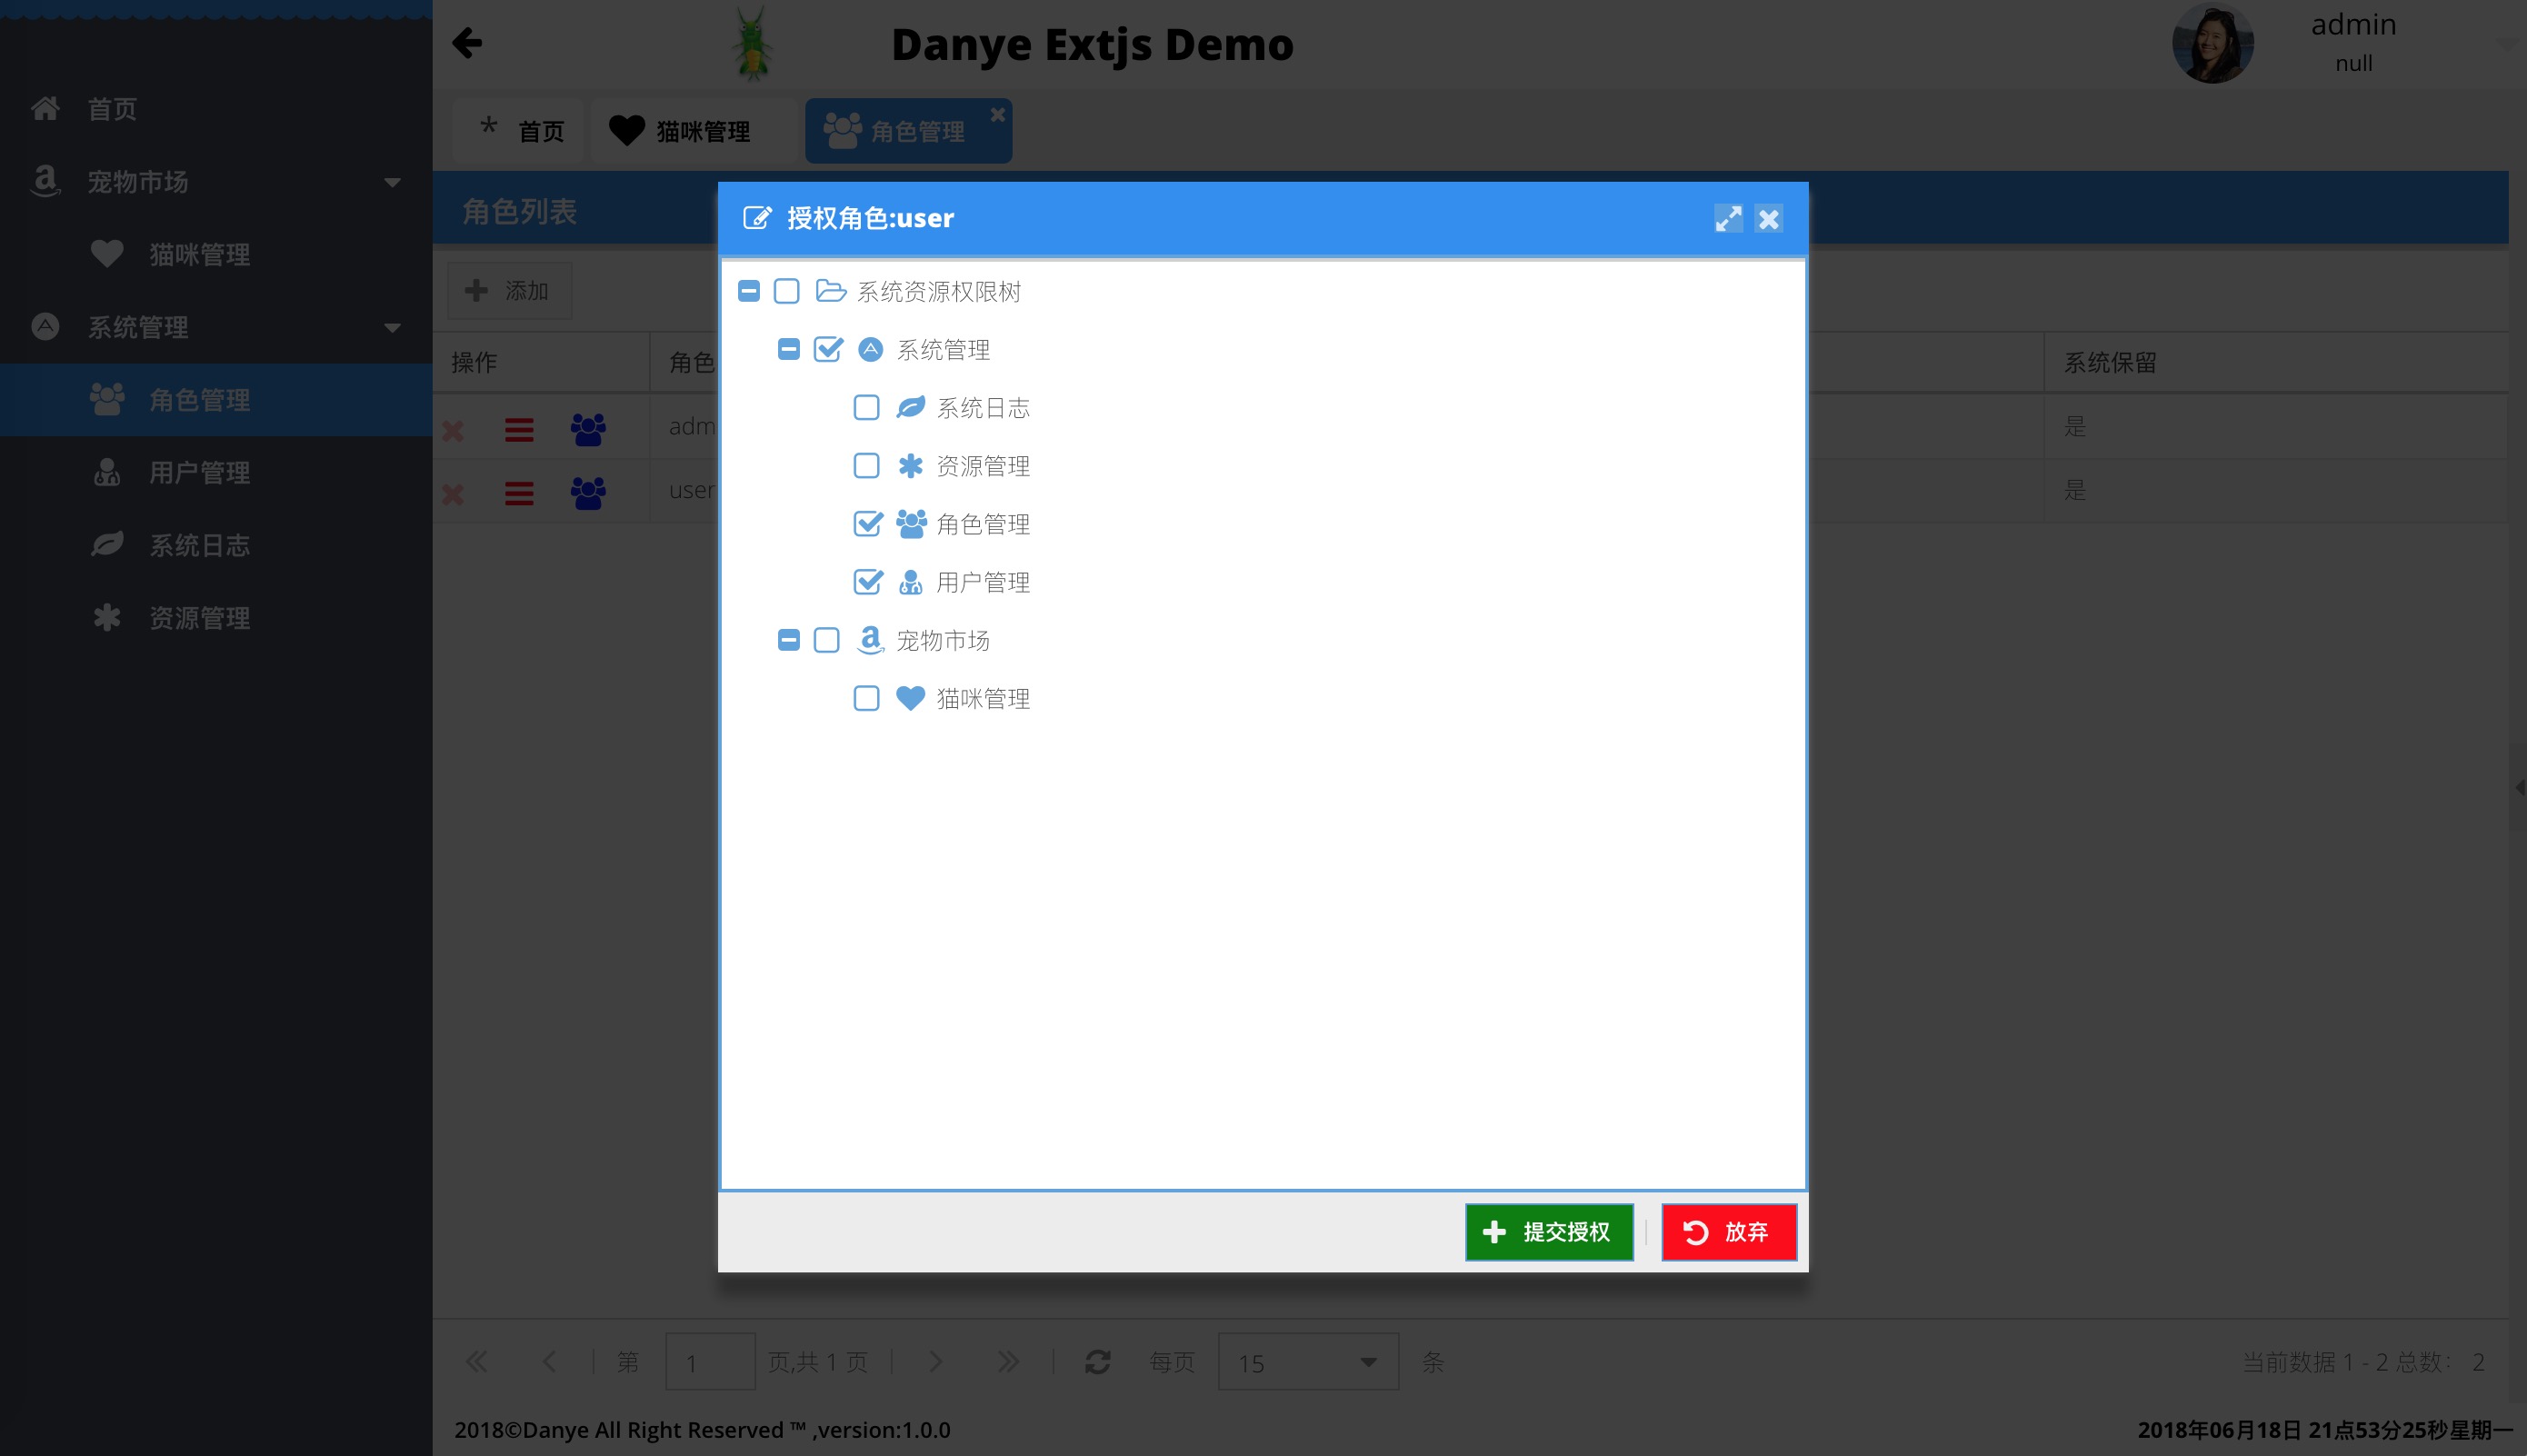 Danye Extjs Demo
admin
null
首页
宠物市场
猫咪管理
系统管理
角色管理
用户管理
系统日志
资源管理
首页
猫咪管理
角色管理
角色列表
添加
操作
角色
系统保留
adm
是
user
是
授权角色:user
系统资源权限树
系统管理
系统日志
资源管理
角色管理
用户管理
宠物市场
猫咪管理
提交授权
放弃
第 1 页,共 1 页 每页 15 条
当前数据 1 - 2 总数: 2
2018©Danye All Right Reserved ™ ,version:1.0.0
2018年06月18日 21点53分25秒星期一